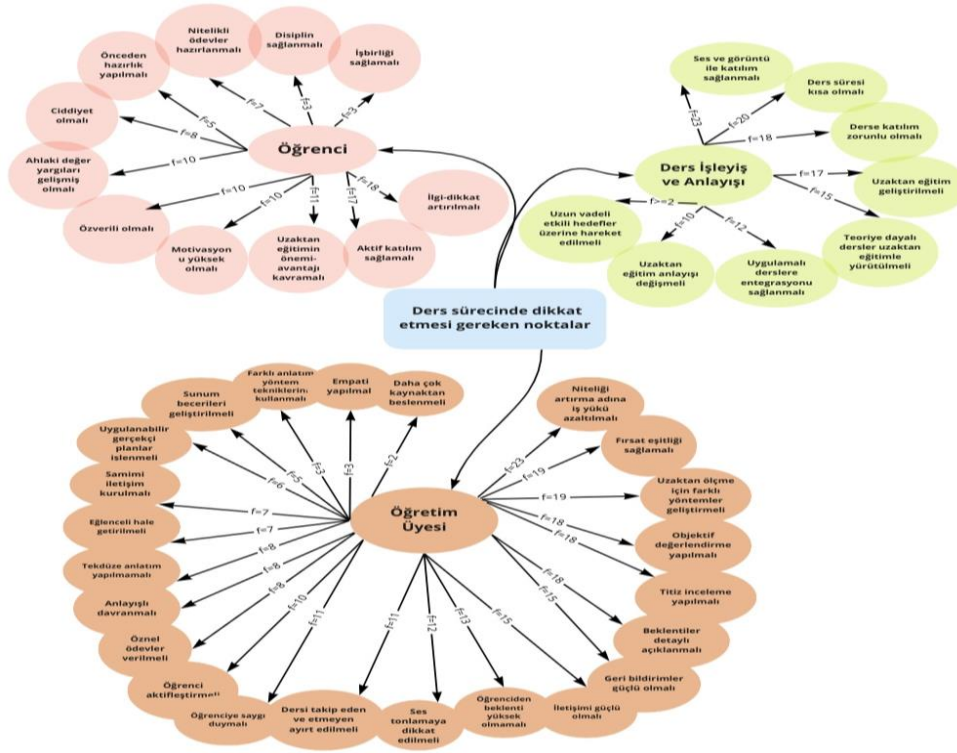 Nitelikli
ödevler
hazırlanmalı
Disiplin
sağlanmalı
İşbirliği
sağlamalı
Önceden
hazırlık
yapılmalı
Ciddiyet
olmalı
Ahlaki değer
yargıları
gelişmiş
olmalı
Özverili olmalı
Motivasyon
u yüksek
olmalı
Uzaktan
eğitimin
önemi-
avantajı
kavramalı
Aktif katılım
sağlamalı
İlgi-dikkat
artırılmalı
f=3
f=3
f=7
f=5
f=8
f=10
f=10
f=10
f=11
f=17
f=18
Öğrenci
Ses ve görüntü
ile katılım
sağlanmalı
Ders süresi
kısa olmalı
Derse katılım
zorunlu olmalı
Uzaktan eğitim
geliştirilmeli
Teoriye dayalı
dersler uzaktan
eğitimle
yürütülmeli
Uygulamalı
derslere
entegrasyonu
sağlanmalı
Uzaktan
eğitim anlayışı
değişmeli
Uzun vadeli
etkili hedefler
üzerine hareket
edilmeli
f=23
f=20
f=18
f=17
f=15
f=12
f=10
f>=2
Ders İşleyiş
ve Anlayışı
Ders sürecinde dikkat
etmesi gereken noktalar
Daha çok
kaynaktan
beslenmeli
Empati
yapılmal
Farklı anlatım
yöntem
tekniklerin
kullanmalı
Sunum
becerileri
geliştirilmeli
Uygulanabilir
gerçekçi
planlar
işlenmeli
Samimi
iletişim
kurulmalı
Eğlenceli hale
getirilmeli
Tekdüze anlatım
yapılmamalı
Anlayışlı
davranmalı
Öznel
ödevler
verilmeli
Öğrenci
aktifleştirmeli
Öğrenciye saygı
duymalı
Dersi takip eden
ve etmeyen
ayırt edilmeli
Ses
tonlamaya
dikkat
edilmeli
Öğrenciden
beklenti
yüksek
olmamalı
İletişimi güçlü
olmalı
Geri bildirimler
güçlü olmalı
Beklentiler
detaylı
açıklanmalı
Titiz inceleme
yapılmalı
Objektif
değerlendirme
yapılmalı
Uzaktan ölçme
için farklı
yöntemler
geliştirmeli
Fırsat eşitliği
sağlamalı
Niteliği
artırma adına
iş yükü
azaltılmalı
f=2
f=3
f=3
f=5
f=6
f=7
f=7
f=8
f=8
f=8
f=10
f=11
f=11
f=12
f=13
f=15
f=15
f=18
f=18
f=18
f=19
f=19
f=23
Öğretim
Üyesi